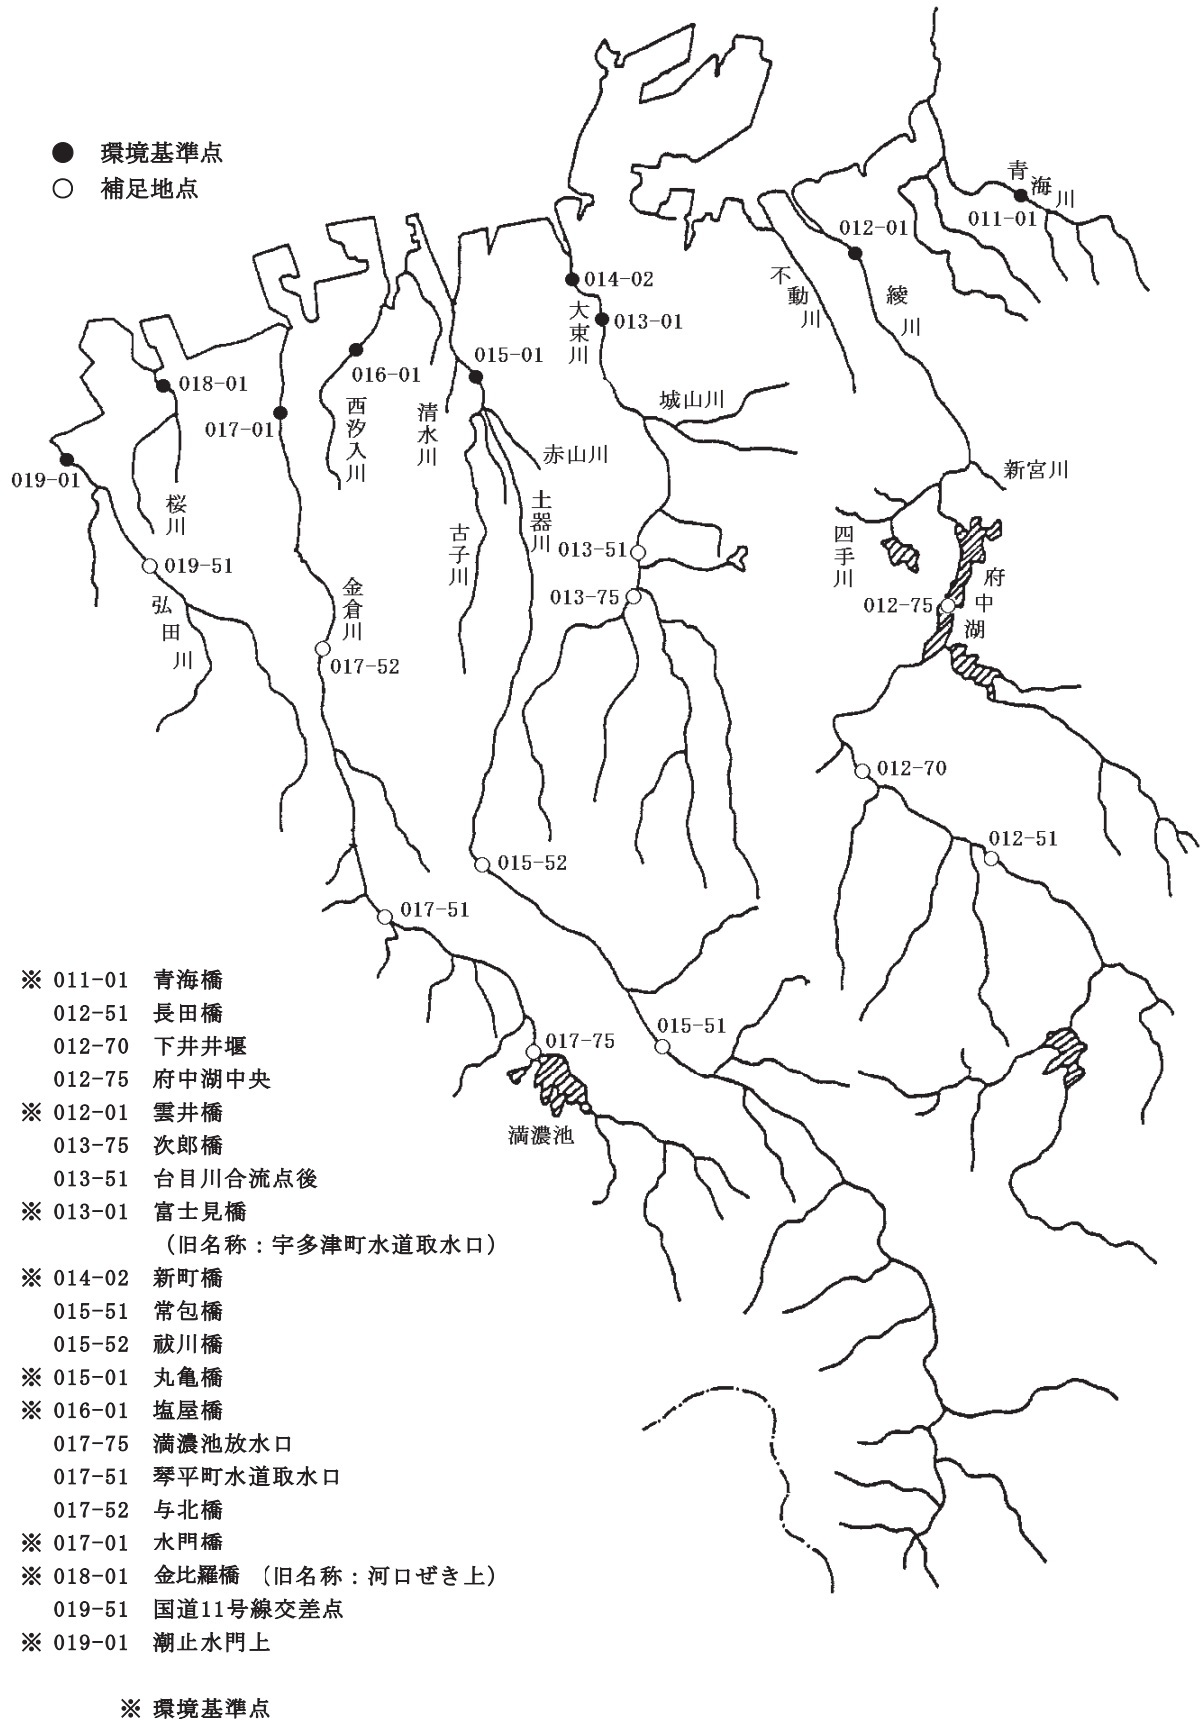 ● 環境基準点
○ 補足地点
青海川
011-01
012-01
綾川
不動川
014-02
大束川
013-01
015-01
016-01
西汐入川
清水川
018-01
017-01
019-01
桜川
城山川
赤山川
土器川
古子川
新宮川
四手川
013-51
013-75
府中湖
012-75
019-51
弘田川
金倉川
017-52
012-70
012-51
015-52
017-51
015-51
017-75
満濃池
※ 011-01 青海橋
012-51 長田橋
012-70 下井井堰
012-75 府中湖中央
※ 012-01 雲井橋
013-75 次郎橋
013-51 台目川合流点後
※ 013-01 富士見橋
(旧名称:宇多津町水道取水口)
※ 014-02 新町橋
015-51 常包橋
015-52 祓川橋
※ 015-01 丸亀橋
※ 016-01 塩屋橋
017-75 満濃池放水口
017-51 琴平町水道取水口
017-52 与北橋
※ 017-01 水門橋
※ 018-01 金比羅橋 (旧名称:河口ぜき上)
019-51 国道11号線交差点
※ 019-01 潮止水門上
※ 環境基準点